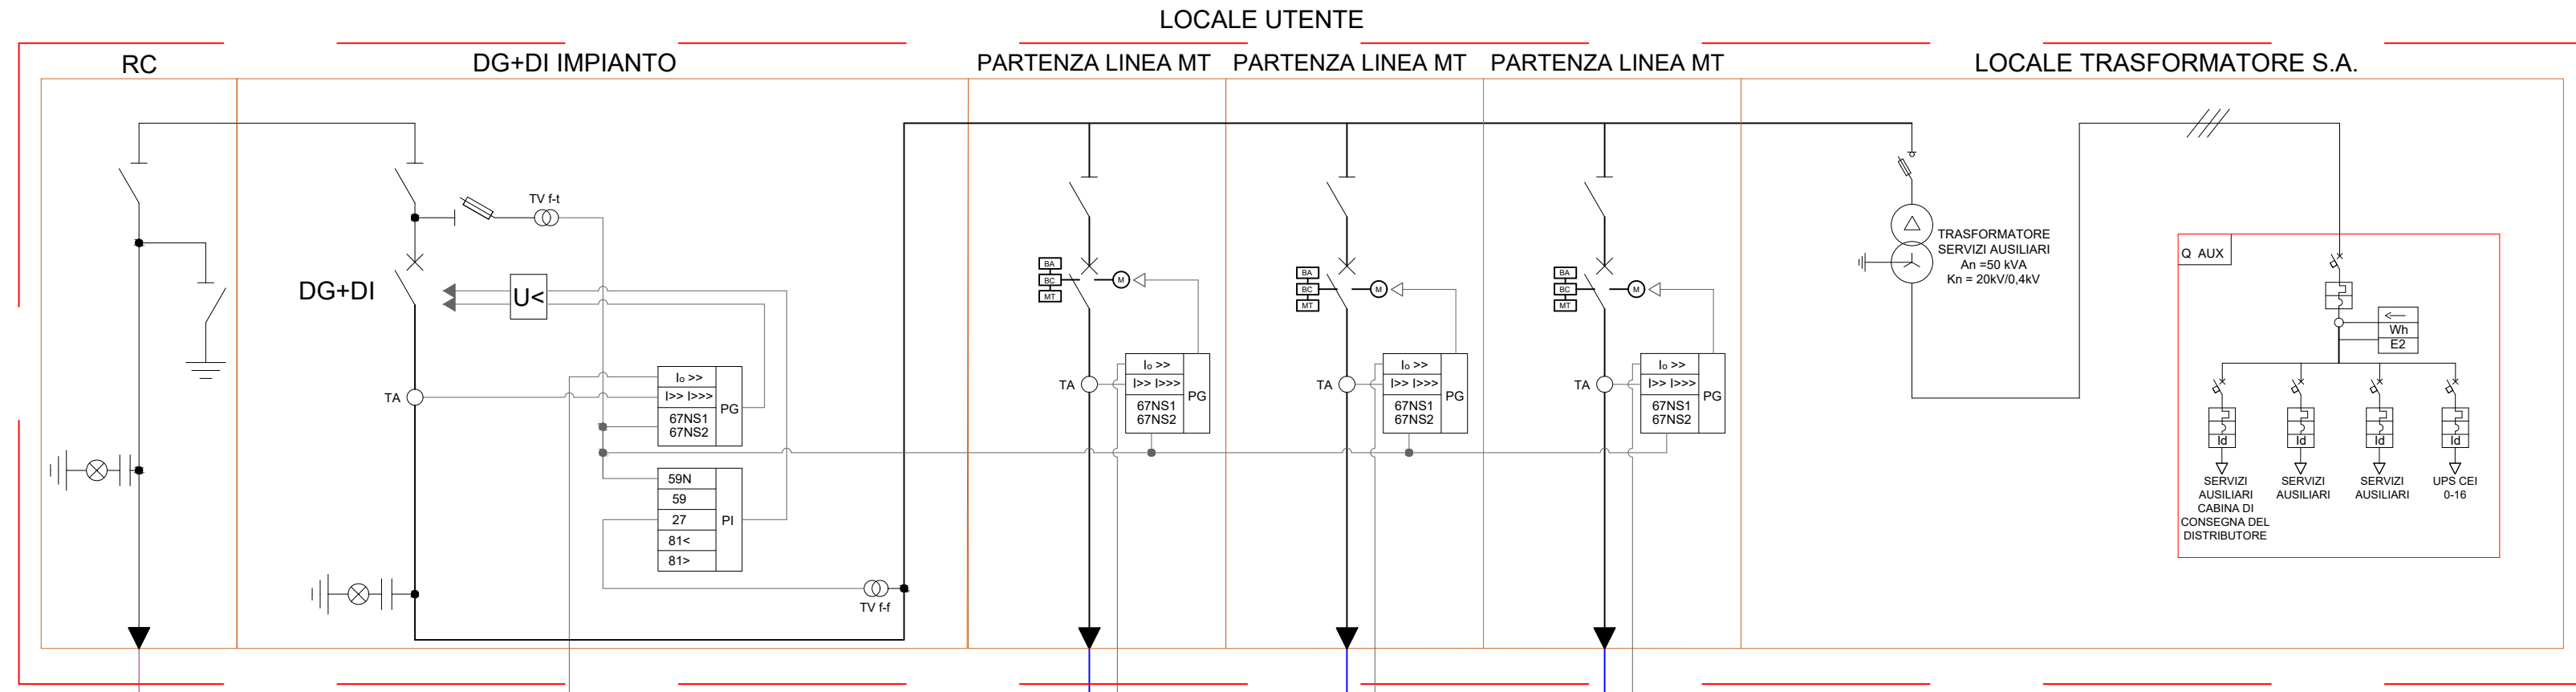 LOCALE UTENTE
RC
DG+DI IMPIANTO
PARTENZA LINEA MT
PARTENZA LINEA MT
PARTENZA LINEA MT
LOCALE TRASFORMATORE S.A.
TV f-t
DG+DI
U<
TA
I₀ >>
I>> I>>>
67NS1
67NS2
PG
59N
59
27
81<
81>
PI
TV f-f
BA
BC
MT
M
TA
I₀ >>
I>> I>>>
67NS1
67NS2
PG
BA
BC
MT
M
TA
I₀ >>
I>> I>>>
67NS1
67NS2
PG
BA
BC
MT
M
TA
I₀ >>
I>> I>>>
67NS1
67NS2
PG
TRASFORMATORE
SERVIZI AUSILIARI
An =50 kVA
Kn = 20kV/0,4kV
Q AUX
Wh
E2
Id
Id
Id
Id
SERVIZI
AUSILIARI
CABINA DI
CONSEGNA DEL
DISTRIBUTORE
SERVIZI
AUSILIARI
SERVIZI
AUSILIARI
UPS CEI
0-16